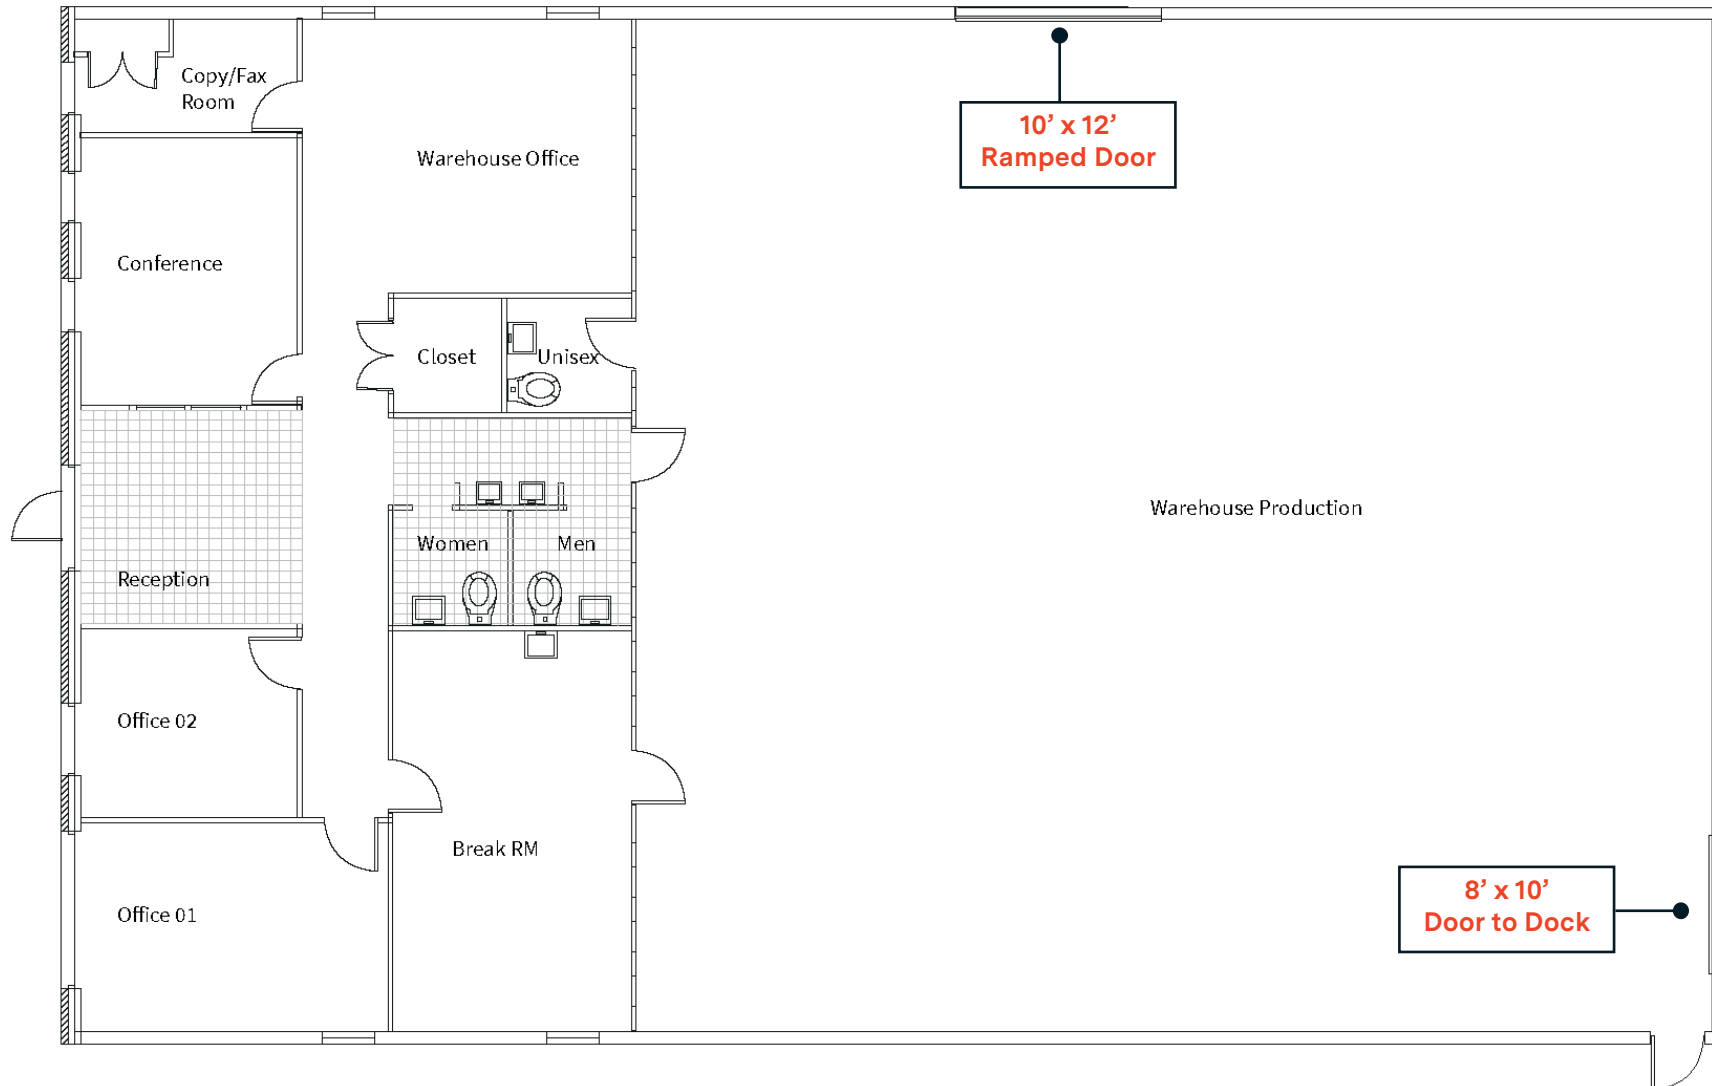 Copy/Fax
Room
10’ x 12’
Ramped Door
Warehouse Office
Conference
Closet
Unisex
Warehouse Production
Women
Men
Reception
Office 02
Break RM
Office 01
8’ x 10’
Door to Dock